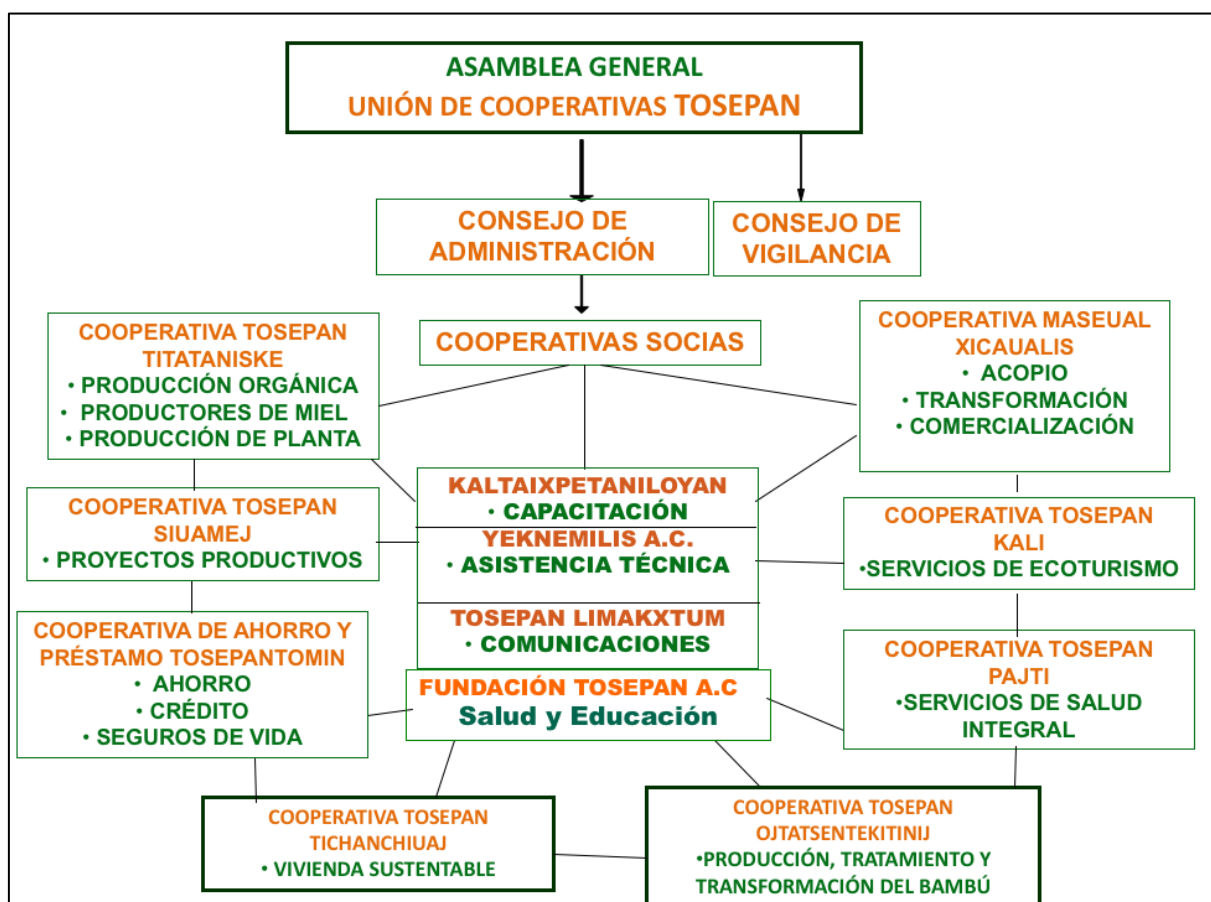 ASAMBLEA GENERAL
UNIÓN DE COOPERATIVAS TOSEPAN
CONSEJO DE
ADMINISTRACIÓN
CONSEJO DE
VIGILANCIA
COOPERATIVAS SOCIAS
COOPERATIVA TOSEPAN
TITATANISKE
• PRODUCCIÓN ORGÁNICA
• PRODUCTORES DE MIEL
• PRODUCCIÓN DE PLANTA
COOPERATIVA MASEUAL
XICAUALIS
• ACOPIO
• TRANSFORMACIÓN
• COMERCIALIZACIÓN
KALTAIXPETANILOYAN
• CAPACITACIÓN
YEKNEMILIS A.C.
• ASISTENCIA TÉCNICA
TOSEPAN LIMAKXTUM
• COMUNICACIONES
FUNDACIÓN TOSEPAN A.C
Salud y Educación
COOPERATIVA TOSEPAN
SIUAMEJ
• PROYECTOS PRODUCTIVOS
COOPERATIVA TOSEPAN
KALI
•SERVICIOS DE ECOTURISMO
COOPERATIVA DE AHORRO Y
PRÉSTAMO TOSEPANTOMIN
• AHORRO
• CRÉDITO
• SEGUROS DE VIDA
COOPERATIVA TOSEPAN
PAJTI
•SERVICIOS DE SALUD
INTEGRAL
COOPERATIVA TOSEPAN
TICHANCHIUAJ
• VIVIENDA SUSTENTABLE
COOPERATIVA TOSEPAN
OJTATSENTEKITINIJ
•PRODUCCIÓN, TRATAMIENTO Y
TRANSFORMACIÓN DEL BAMBÚ